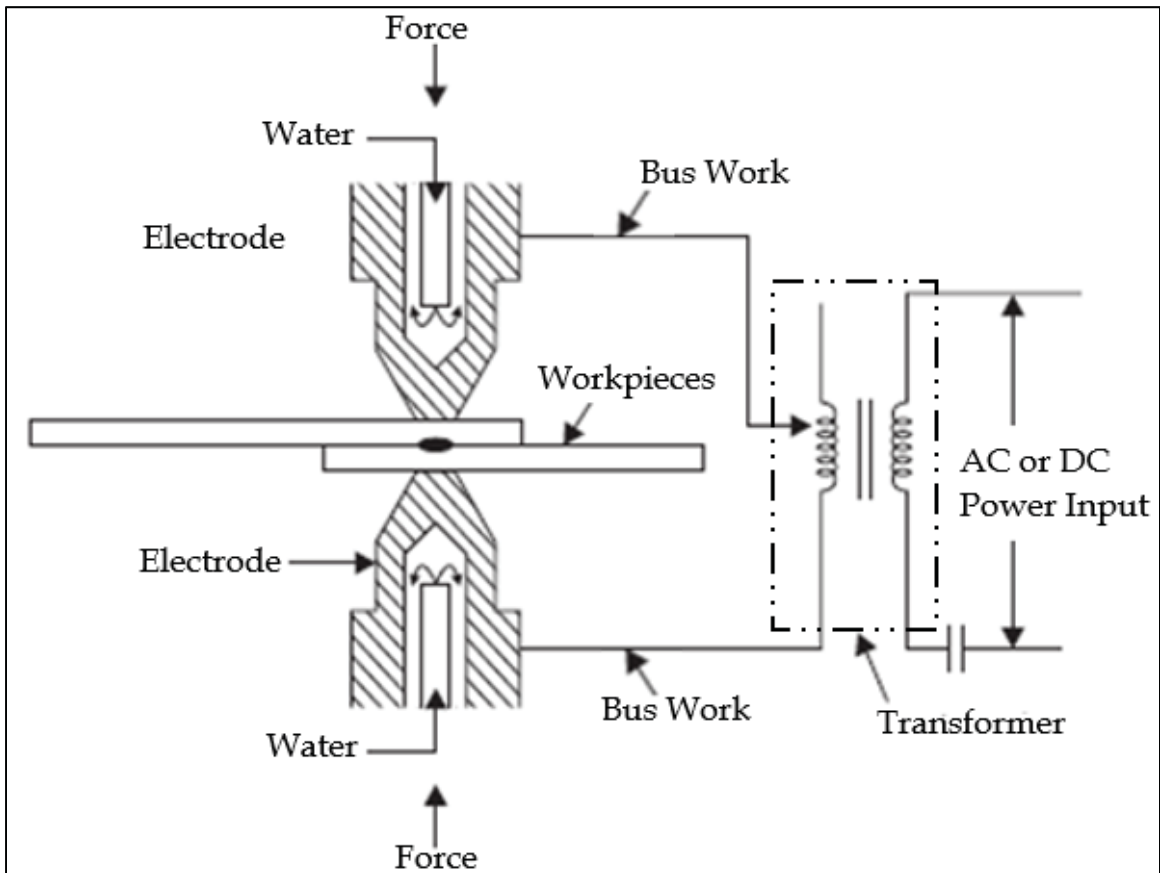 Force
Water
Bus Work
Electrode
Workpieces
AC or DC
Power Input
Electrode
Bus Work
Transformer
Water
Force